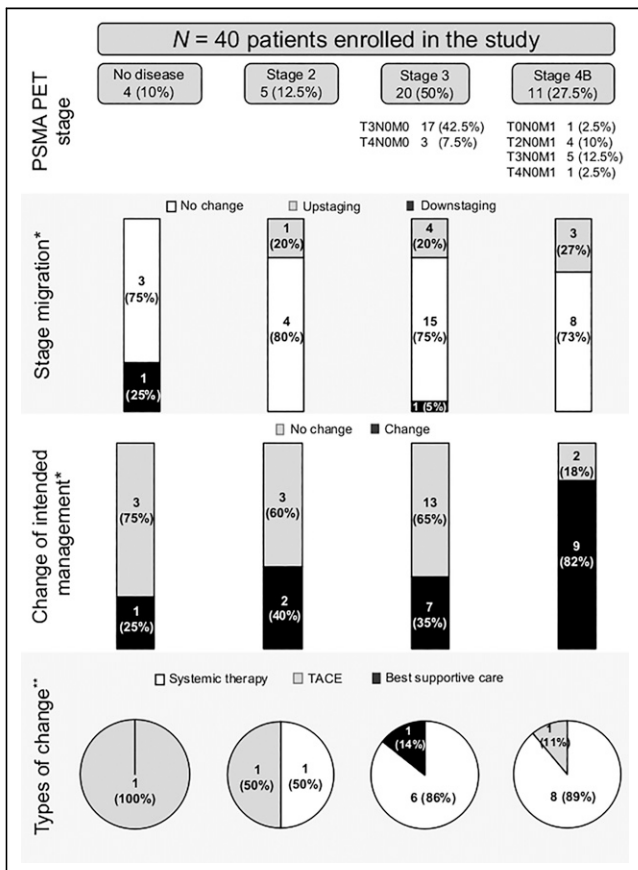 N = 40 patients enrolled in the study
PSMA PET
stage
No disease
4 (10%)
Stage 2
5 (12.5%)
Stage 3
20 (50%)
Stage 4B
11 (27.5%)
T3N0M0 17 (42.5%)
T4N0M0 3 (7.5%)
T0N0M1 1 (2.5%)
T2N0M1 4 (10%)
T3N0M1 5 (12.5%)
T4N0M1 1 (2.5%)
Stage migration*
No change
Upstaging
Downstaging
3
(75%)
1
(25%)
1
(20%)
4
(80%)
4
(20%)
15
(75%)
1 (5%)
3
(27%)
8
(73%)
Change of intended
management*
No change
Change
3
(75%)
1
(25%)
3
(60%)
2
(40%)
13
(65%)
7
(35%)
2
(18%)
9
(82%)
Types of change**
Systemic therapy
TACE
Best supportive care
1
(100%)
1
(50%)
1
(50%)
1
(14%)
6 (86%)
1
(11%)
8 (89%)